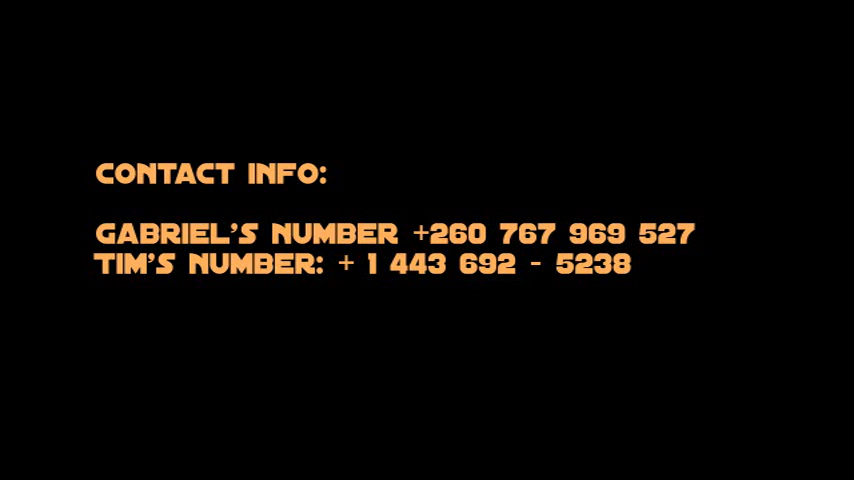 CONTACT INFO:
GABRIEL'S NUMBER +260 767 969 527
TIM'S NUMBER: + 1 443 692 - 5238